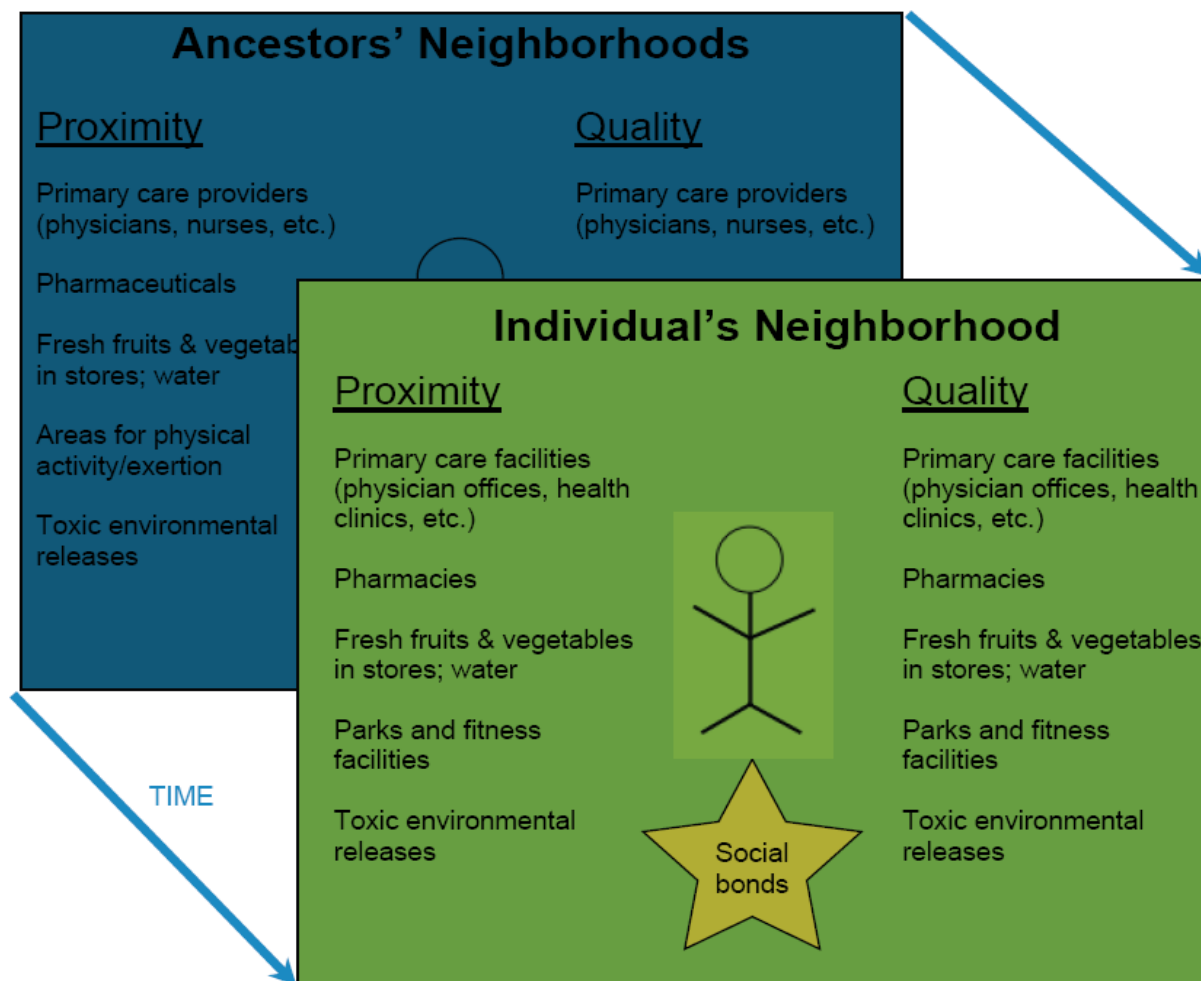 Ancestors’ Neighborhoods
Proximity
Primary care providers
(physicians, nurses, etc.)
Pharmaceuticals
Fresh fruits & vegetab
in stores; water
Areas for physical
activity/exertion
Toxic environmental
releases
Quality
Primary care providers
(physicians, nurses, etc.)
TIME
Individual’s Neighborhood
Proximity
Primary care facilities
(physician offices, health
clinics, etc.)
Pharmacies
Fresh fruits & vegetables
in stores; water
Parks and fitness
facilities
Toxic environmental
releases
Social
bonds
Quality
Primary care facilities
(physician offices, health
clinics, etc.)
Pharmacies
Fresh fruits & vegetables
in stores; water
Parks and fitness
facilities
Toxic environmental
releases